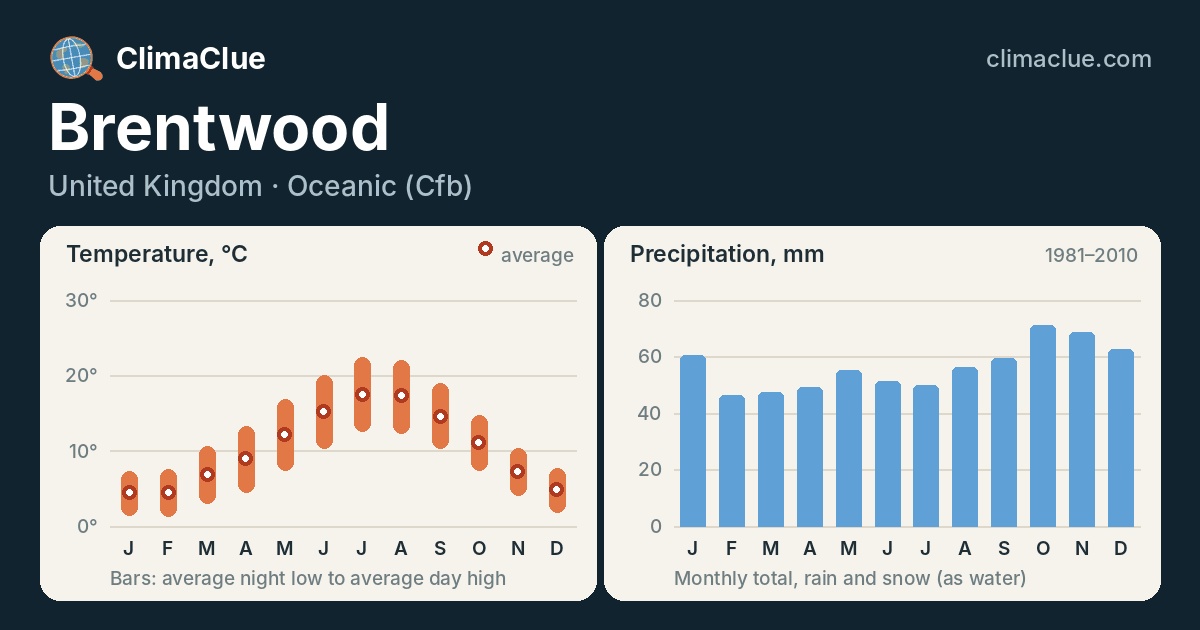 ClimaClue
climaclue.com
Brentwood
United Kingdom · Oceanic (Cfb)
Temperature, °C
average
30°
20°
10°
0°
J F M A M J J A S O N D
Bars: average night low to average day high
Precipitation, mm
1981–2010
80
60
40
20
0
J F M A M J J A S O N D
Monthly total, rain and snow (as water)